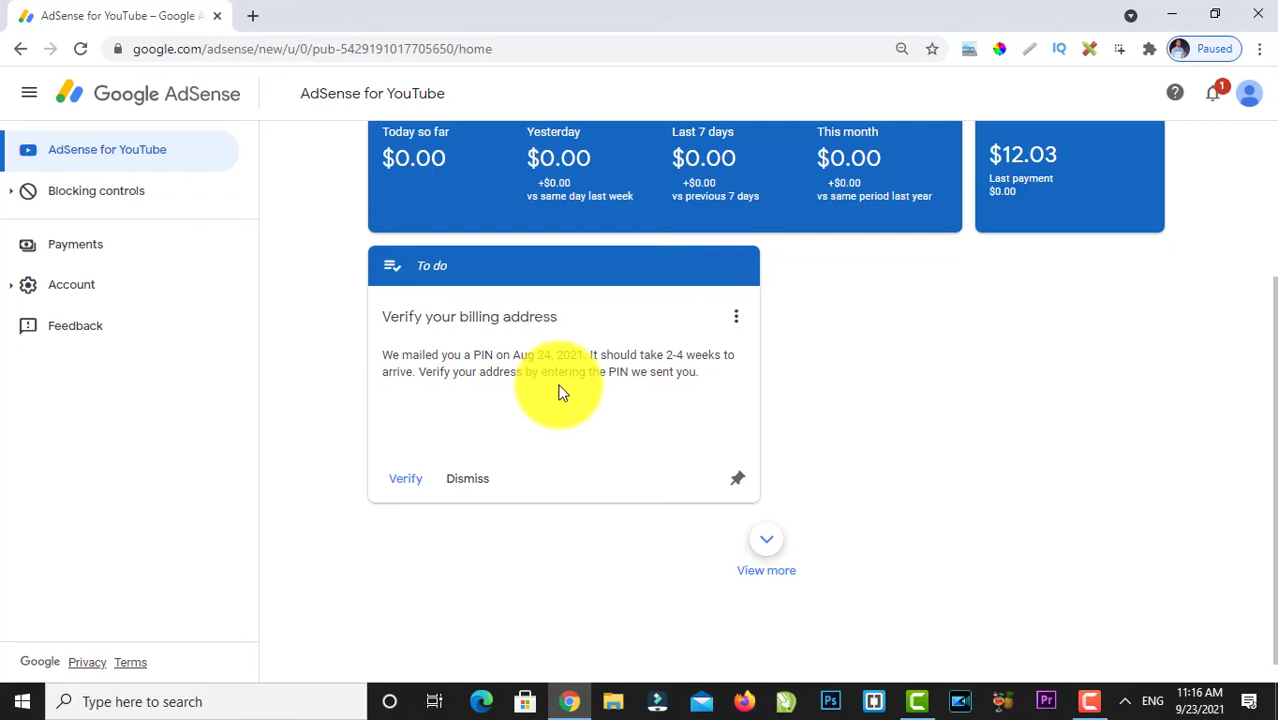 AdSense for YouTube – Google A
google.com/adsense/new/u/0/pub-5429191017705650/home
IQ
Paused
Google AdSense
AdSense for YouTube
1
AdSense for YouTube
Blocking controls
Payments
Account
Feedback
Today so far
$0.00
Yesterday
$0.00
+$0.00
vs same day last week
Last 7 days
$0.00
+$0.00
vs previous 7 days
This month
$0.00
+$0.00
vs same period last year
$12.03
Last payment
$0.00
To do
Verify your billing address
We mailed you a PIN on Aug 24, 2021. It should take 2-4 weeks to
arrive. Verify your address by entering the PIN we sent you.
Verify
Dismiss
View more
Google Privacy Terms
Type here to search
Ps
Pr
ENG
11:16 AM
9/23/2021